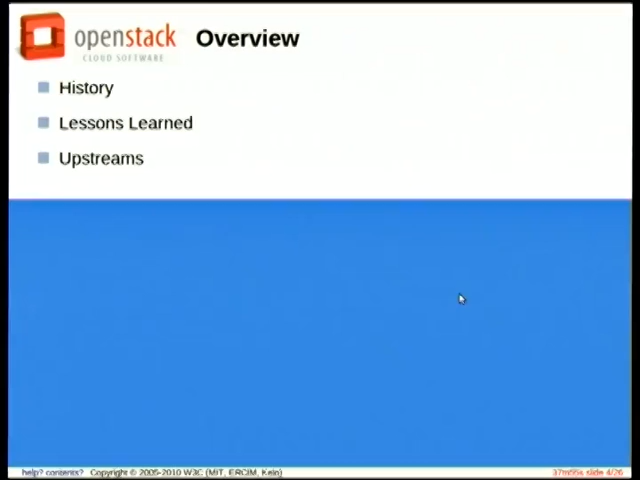 openstack
CLOUD SOFTWARE
Overview
History
Lessons Learned
Upstreams
help? contents? Copyright © 2005-2010 W3C (MIT, ERCIM, Keio)
37m55s slide 4/26